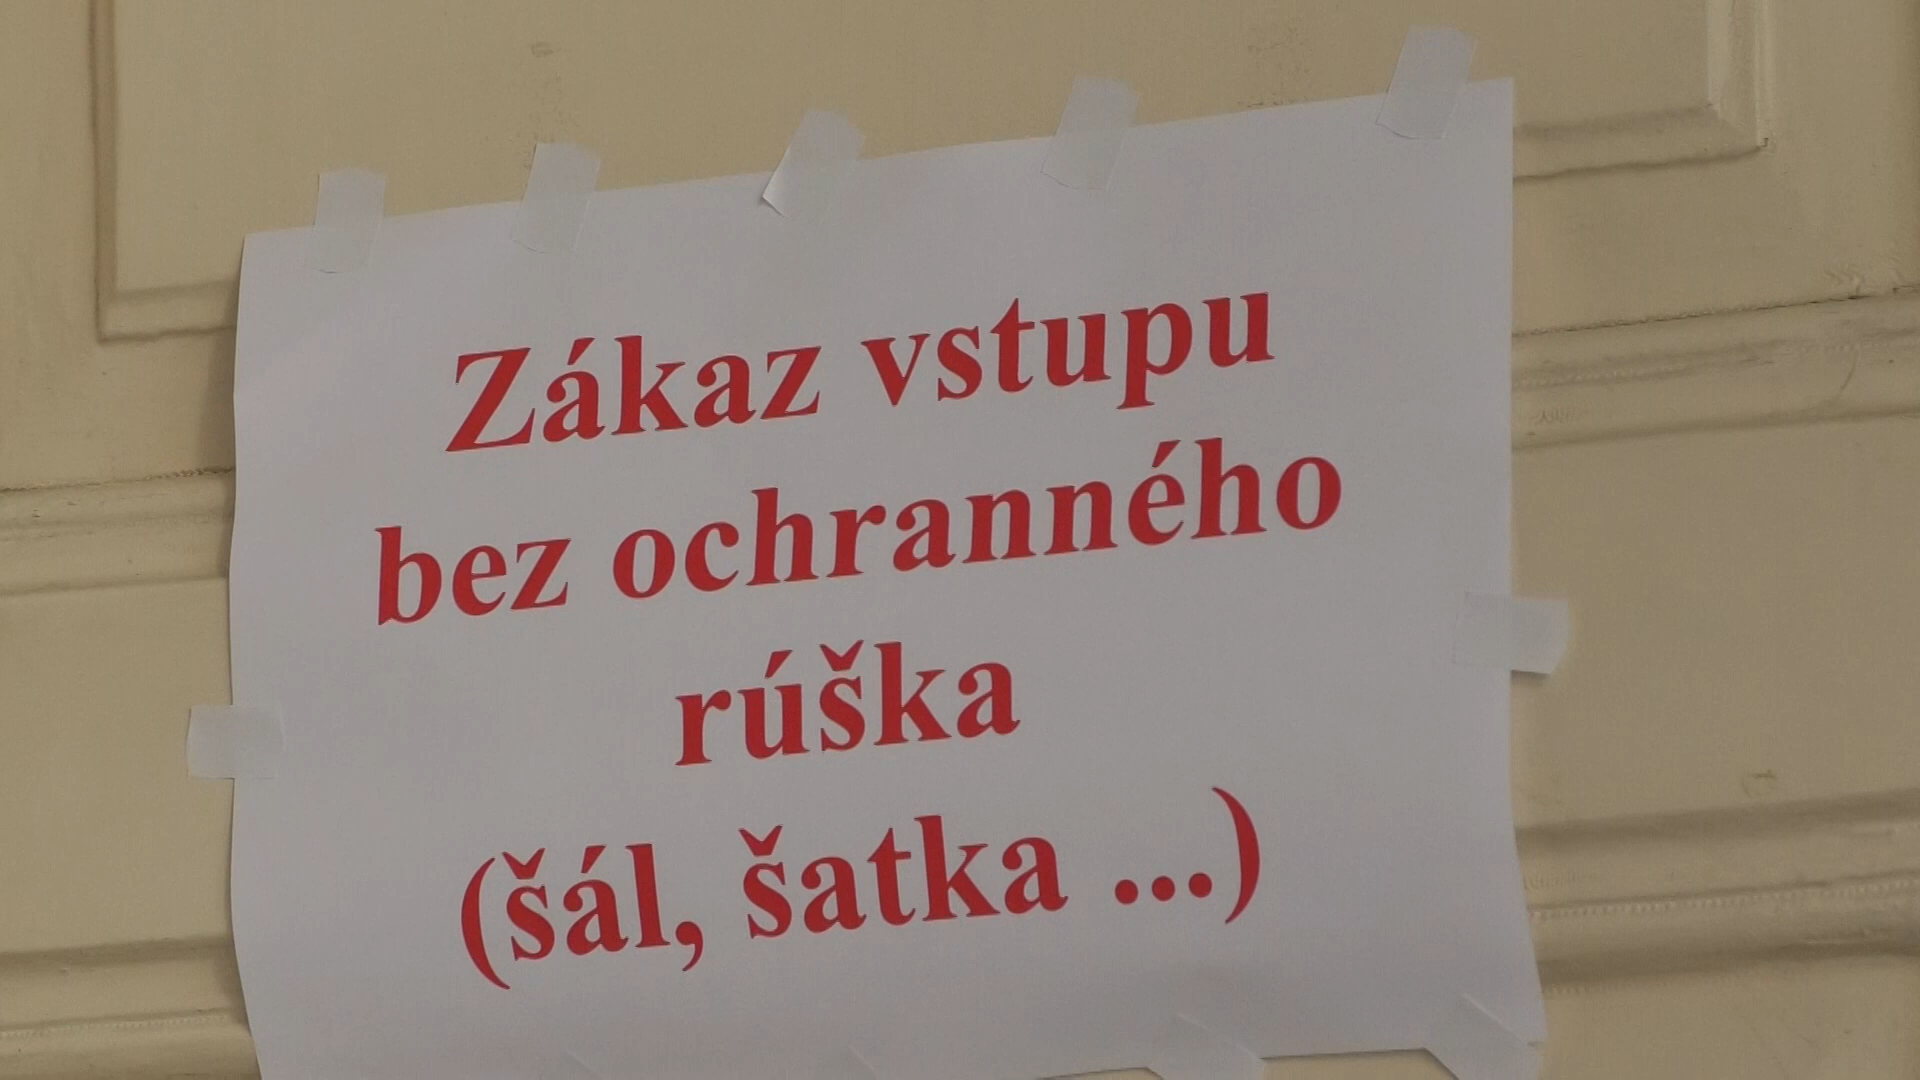 Zákaz vstupu
bez ochranného
rúška
(šál, šatka ...)